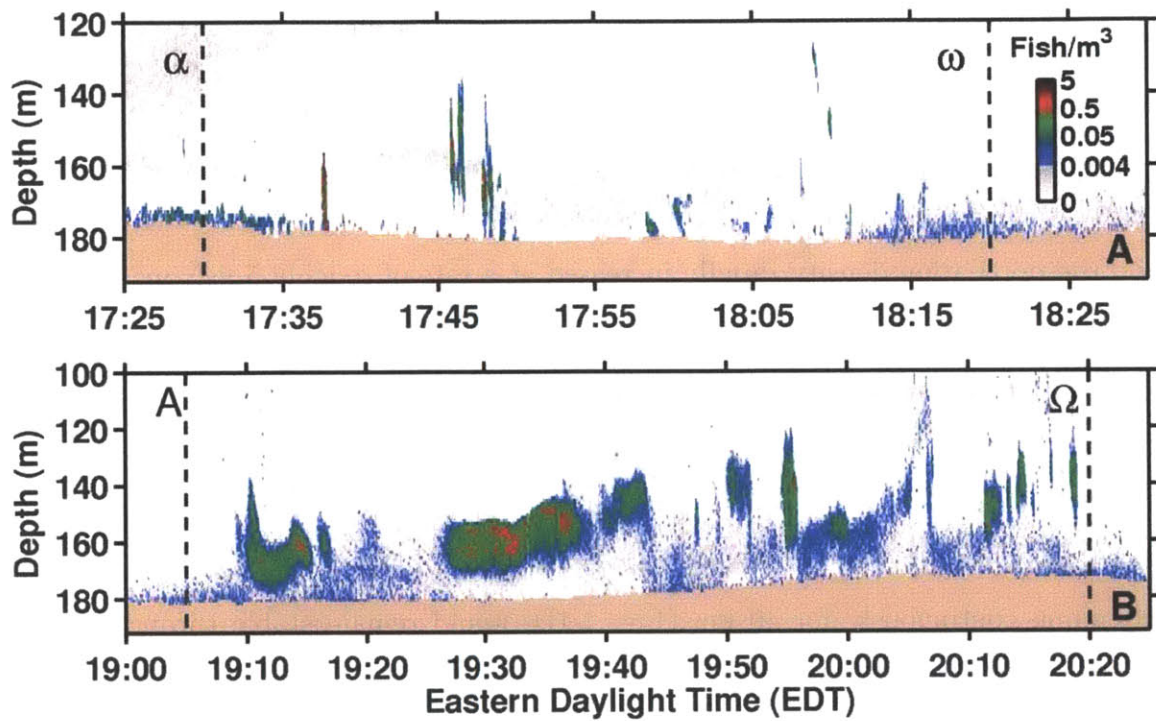 120
140
160
180
Depth (m)
α
ω
Fish/m³
5
0.5
0.05
0.004
0
A
17:25 17:35 17:45 17:55 18:05 18:15 18:25
100
120
140
160
180
Depth (m)
A
Ω
B
19:00 19:10 19:20 19:30 19:40 19:50 20:00 20:10 20:20
Eastern Daylight Time (EDT)